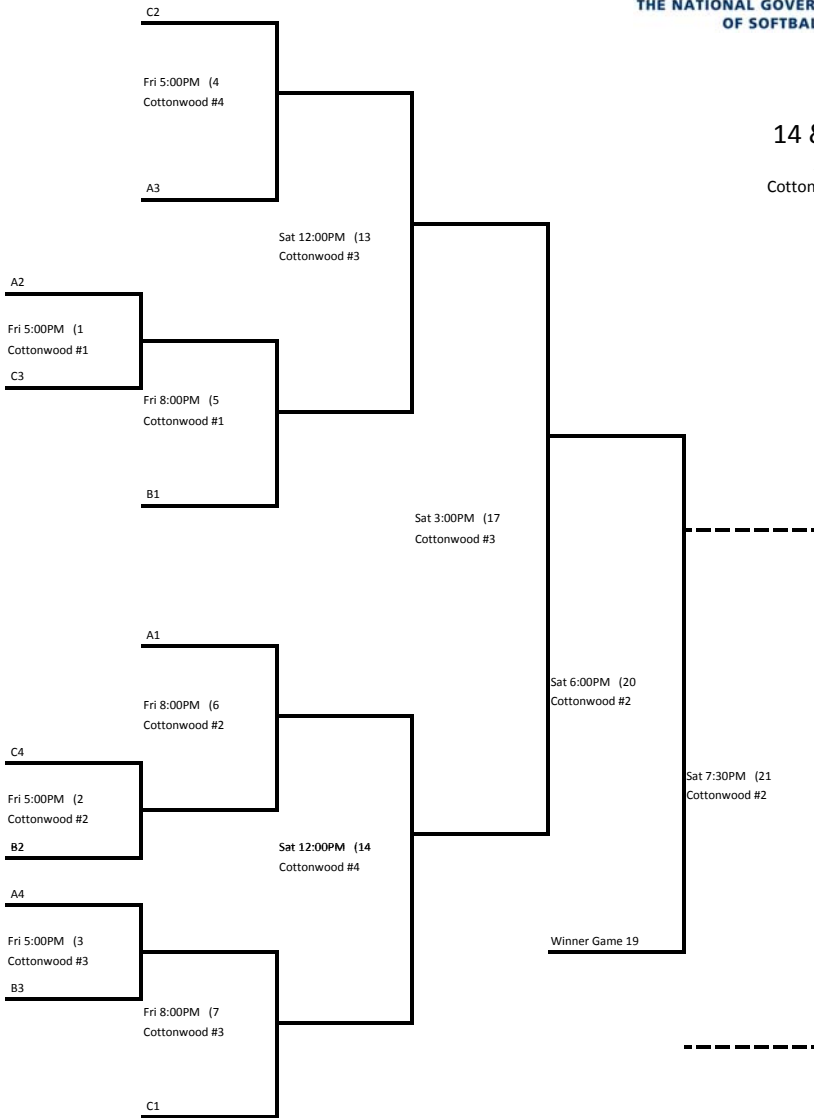 THE NATIONAL GOVER
OF SOFTBAL
14 &
Cotton
C2
Fri 5:00PM (4
Cottonwood #4
A3
Sat 12:00PM (13
Cottonwood #3
A2
Fri 5:00PM (1
Cottonwood #1
C3
Fri 8:00PM (5
Cottonwood #1
B1
Sat 3:00PM (17
Cottonwood #3
A1
Fri 8:00PM (6
Cottonwood #2
Sat 6:00PM (20
Cottonwood #2
C4
Fri 5:00PM (2
Cottonwood #2
B2
Sat 7:30PM (21
Cottonwood #2
Sat 12:00PM (14
Cottonwood #4
A4
Fri 5:00PM (3
Cottonwood #3
B3
Winner Game 19
Fri 8:00PM (7
Cottonwood #3
C1